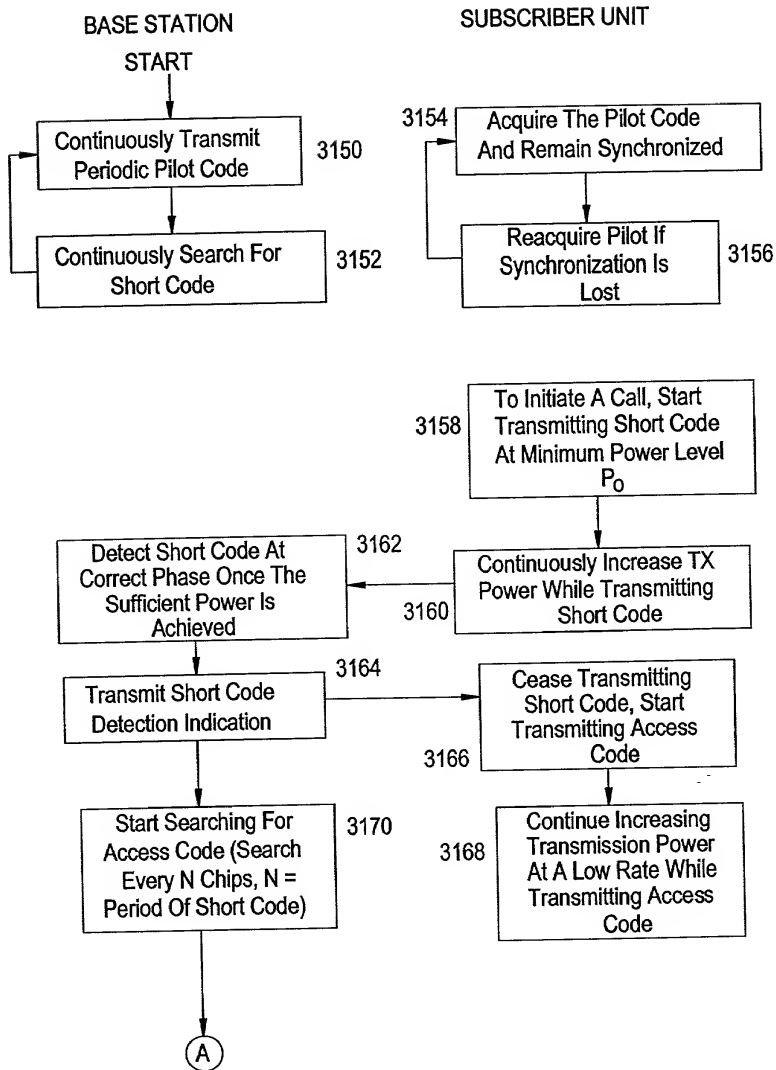 BASE STATION
SUBSCRIBER UNIT
START
Continuously Transmit
Periodic Pilot Code
3150
3154
Acquire The Pilot Code
And Remain Synchronized
Continuously Search For
Short Code
3152
Reacquire Pilot If
Synchronization Is
Lost
3156
3158
To Initiate A Call, Start
Transmitting Short Code
At Minimum Power Level
P0
Detect Short Code At
Correct Phase Once The
Sufficient Power Is
Achieved
3162
3160
Continuously Increase TX
Power While Transmitting
Short Code
Transmit Short Code
Detection Indication
3164
Cease Transmitting
Short Code, Start
Transmitting Access
Code
3166
Start Searching For
Access Code (Search
Every N Chips, N =
Period Of Short Code)
3170
3168
Continue Increasing
Transmission Power
At A Low Rate While
Transmitting Access
Code
A